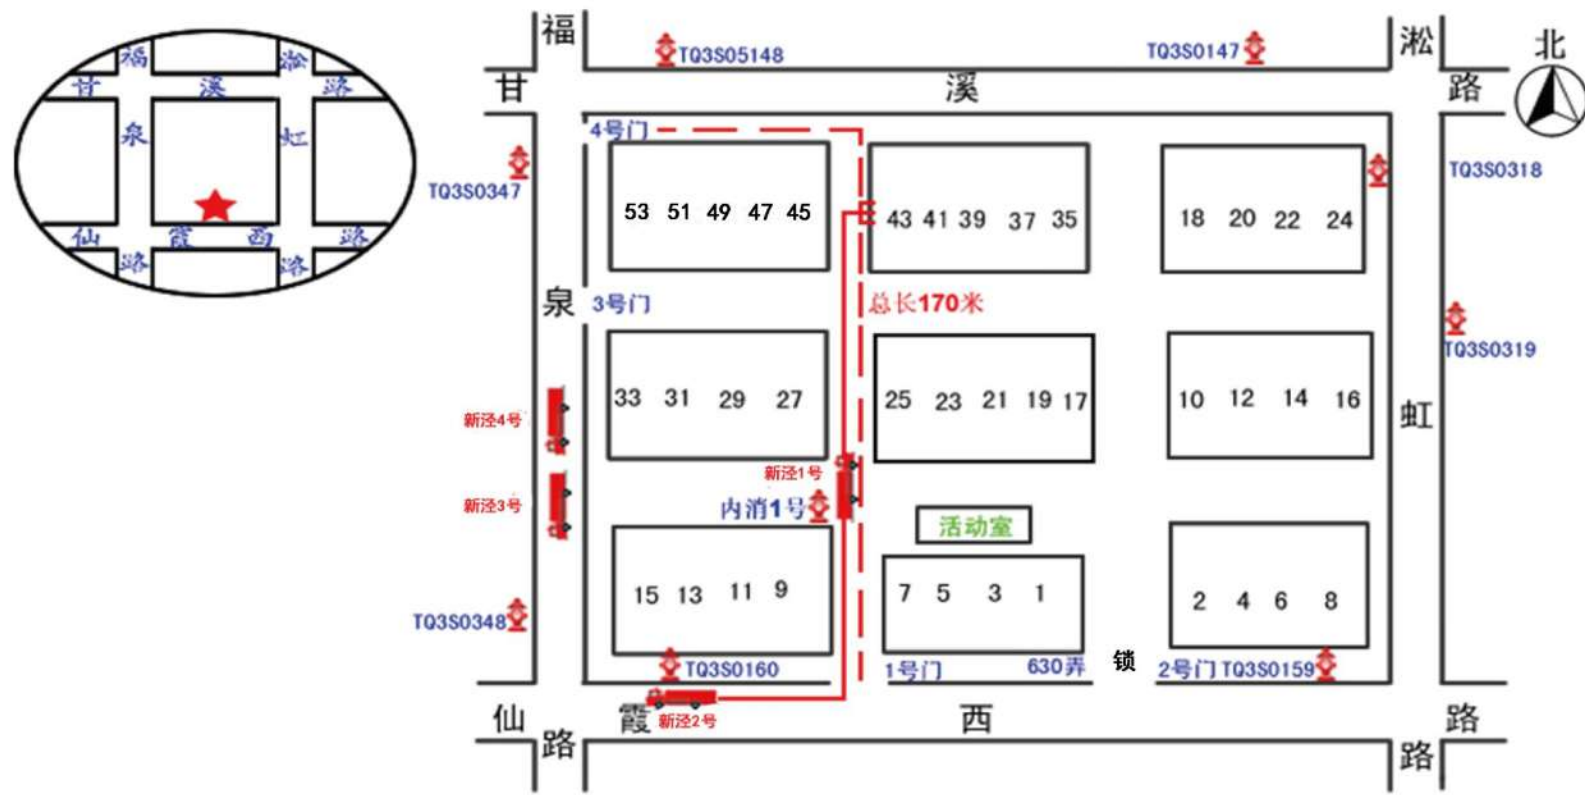 福 淞
甘 溪 路
泉 虹
仙 霞 西 路
路 路
福 淞
甘 溪 路
泉
虹
仙 霞 西 路
路 路
北
TQ3S05148
TQ3S0147
4号门
TQ3S0347
TQ3S0318
53 51 49 47 45
43 41 39 37 35
18 20 22 24
3号门
总长170米
TQ3S0319
33 31 29 27
25 23 21 19 17
10 12 14 16
新泾4号
新泾1号
新泾3号
内消1号
活动室
15 13 11 9
7 5 3 1
2 4 6 8
TQ3S0348
TQ3S0160
1号门
630弄
锁
2号门 TQ3S0159
新泾2号